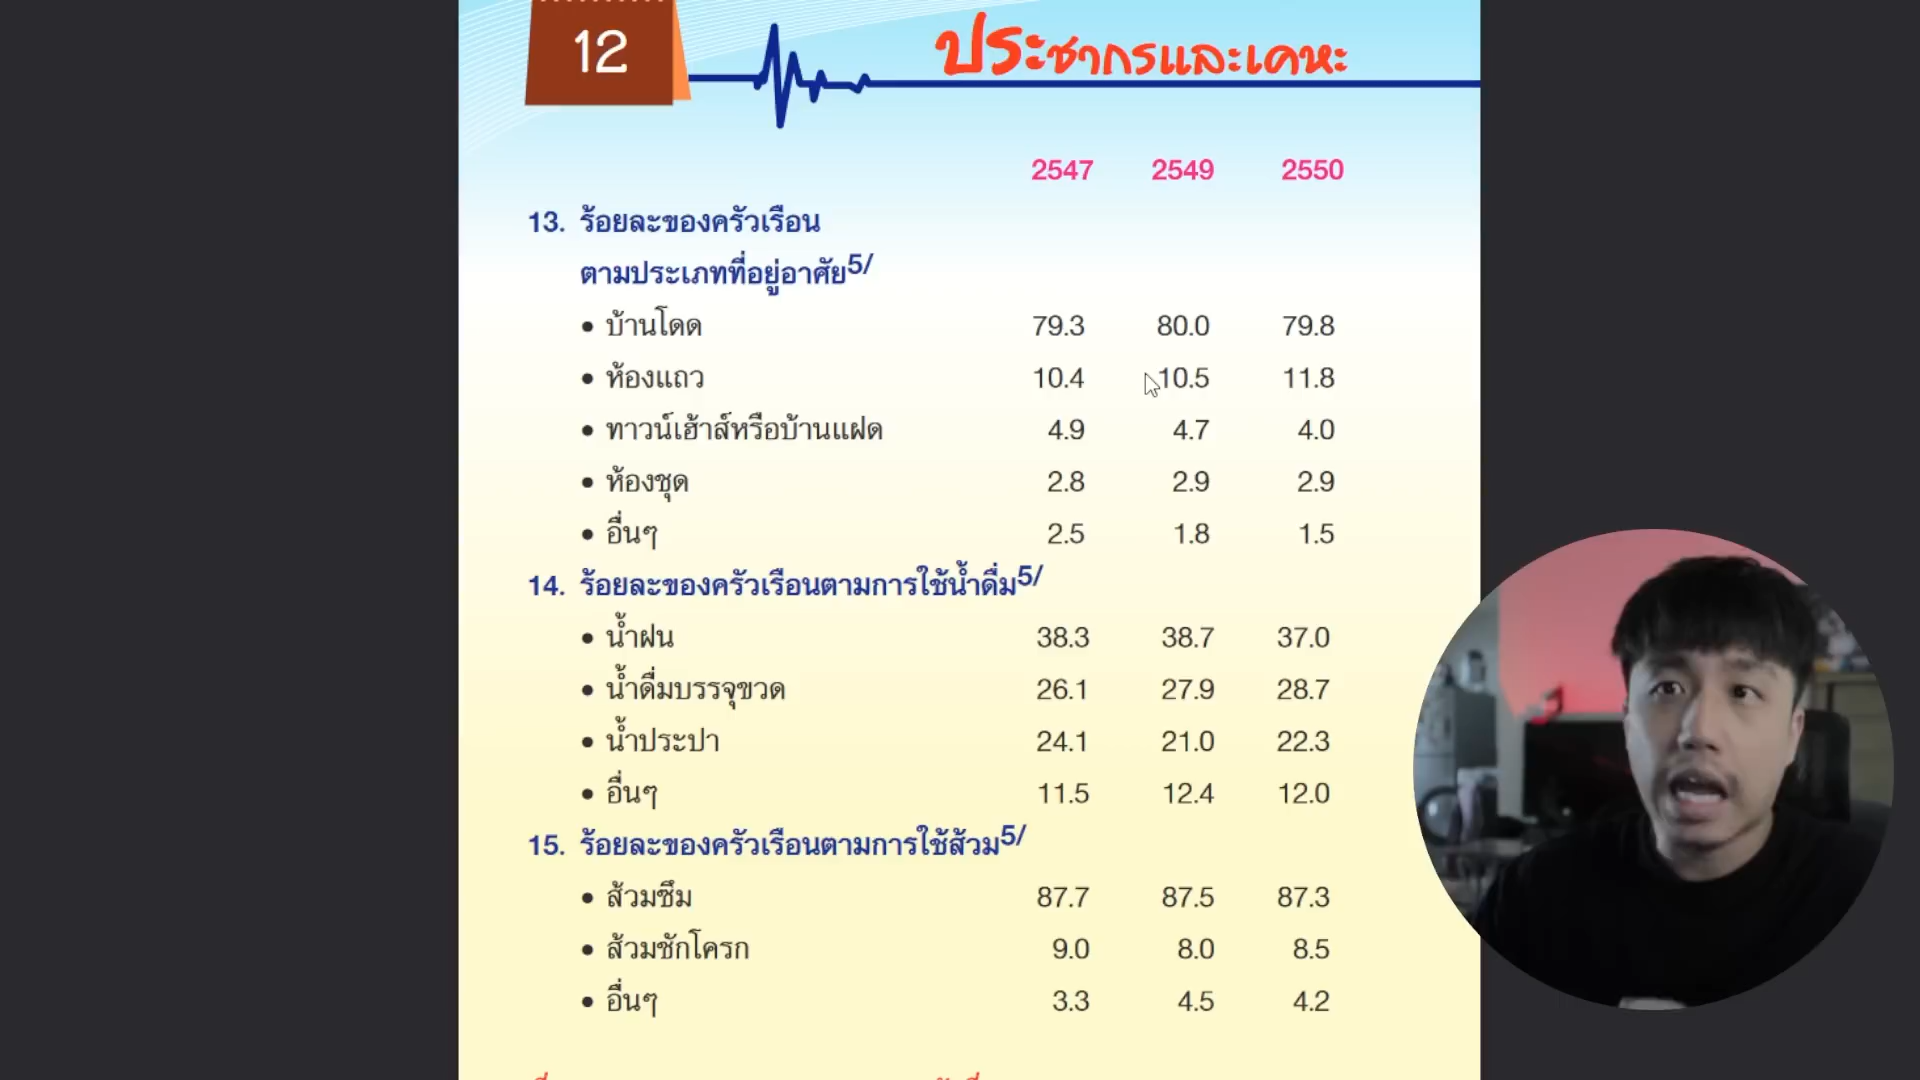 12
ประชากรและเคหะ
2547 2549 2550
13. ร้อยละของครัวเรือน
ตามประเภทที่อยู่อาศัย5/
• บ้านโดด 79.3 80.0 79.8
• ห้องแถว 10.4 10.5 11.8
• ทาวน์เฮ้าส์หรือบ้านแฝด 4.9 4.7 4.0
• ห้องชุด 2.8 2.9 2.9
• อื่นๆ 2.5 1.8 1.5
14. ร้อยละของครัวเรือนตามการใช้น้ำดื่ม5/
• น้ำฝน 38.3 38.7 37.0
• น้ำดื่มบรรจุขวด 26.1 27.9 28.7
• น้ำประปา 24.1 21.0 22.3
• อื่นๆ 11.5 12.4 12.0
15. ร้อยละของครัวเรือนตามการใช้ส้วม5/
• ส้วมซึม 87.7 87.5 87.3
• ส้วมชักโครก 9.0 8.0 8.5
• อื่นๆ 3.3 4.5 4.2